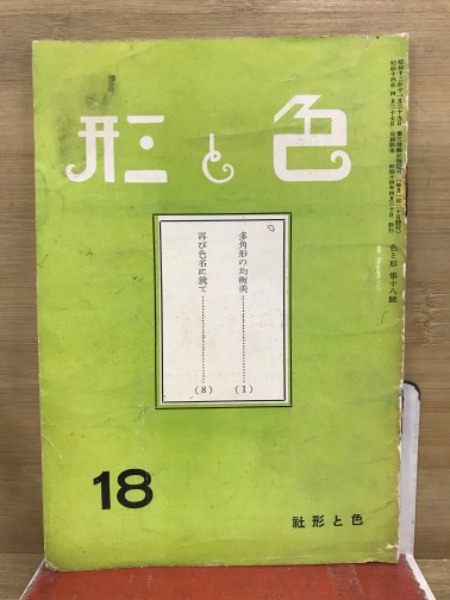 色と形
多角形の均衡美……………………(1)
再び色名に就て……………………(8)
18
色と形社
色と形 第十八號